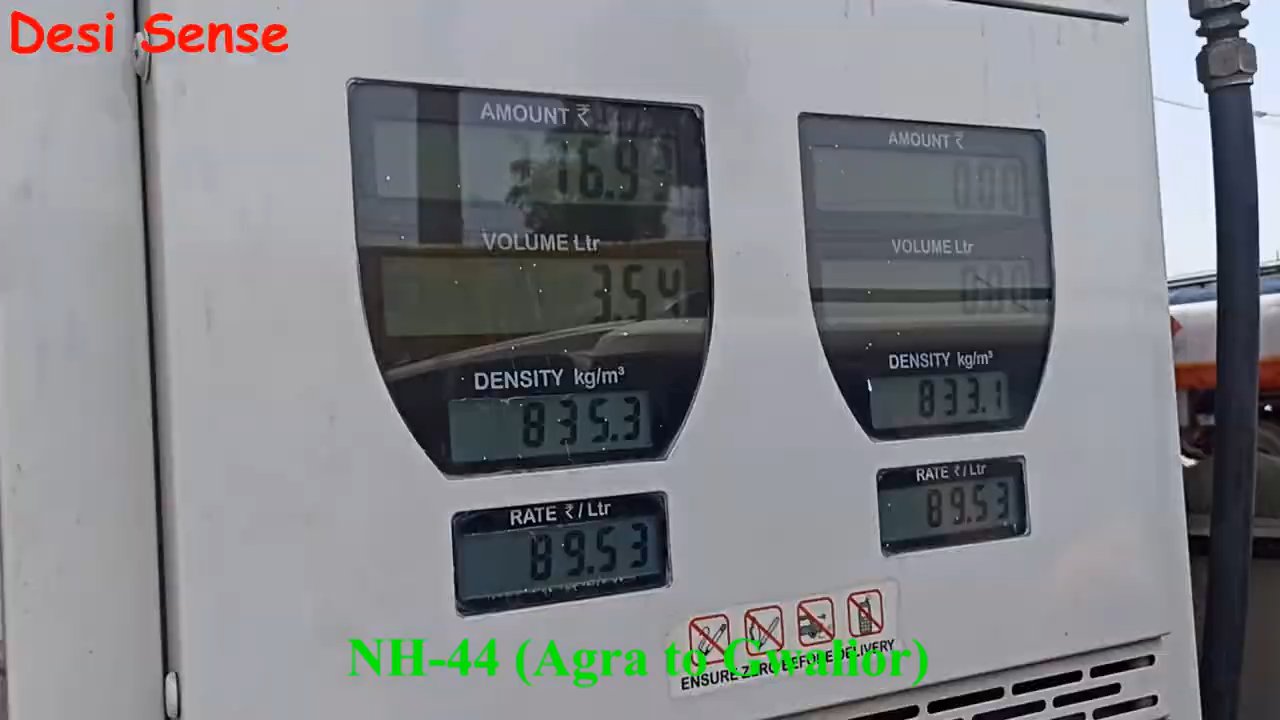 Desi Sense
AMOUNT ₹
VOLUME Ltr
3.54
DENSITY kg/m³
835.3
RATE ₹/Ltr
89.53
AMOUNT ₹
0.00
VOLUME Ltr
0.00
DENSITY kg/m³
833.1
RATE ₹/Ltr
89.53
ENSURE ZERO BEFORE DELIVERY
NH-44 (Agra to Gwalior)